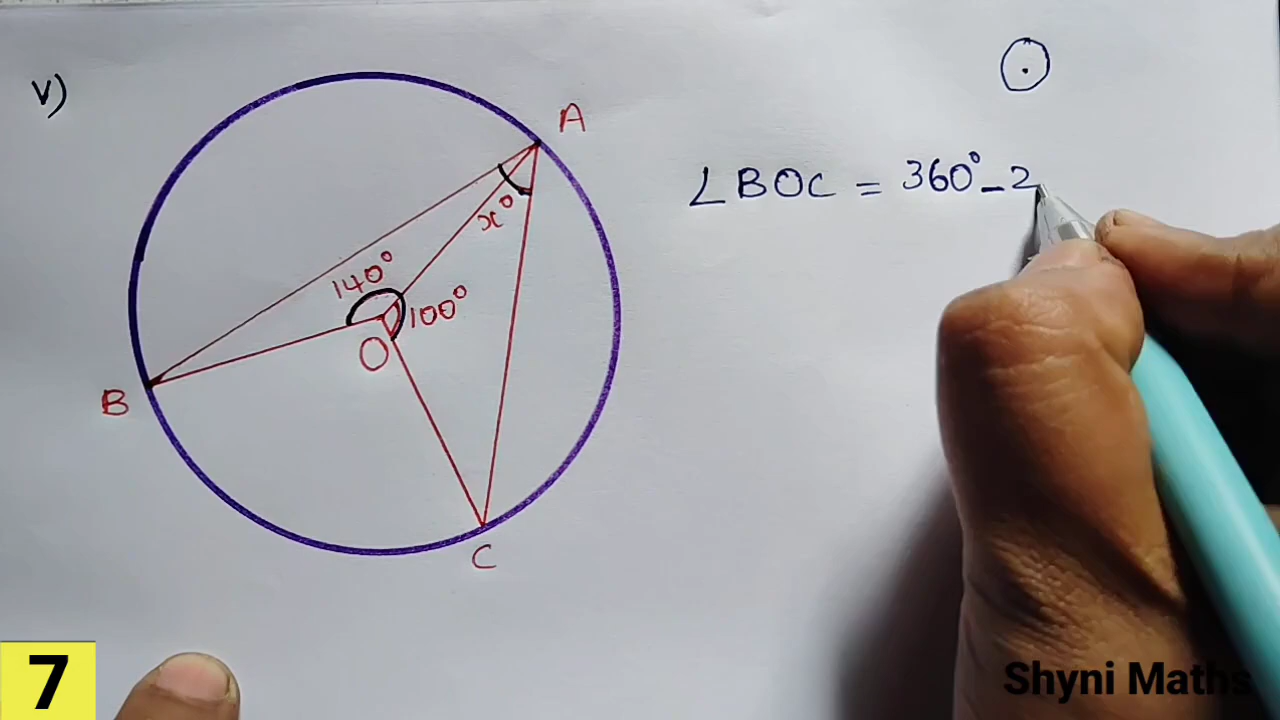 v)
A
∠BOC = 360° - 2
x°
140°
100°
O
B
C
7
Shyni Maths